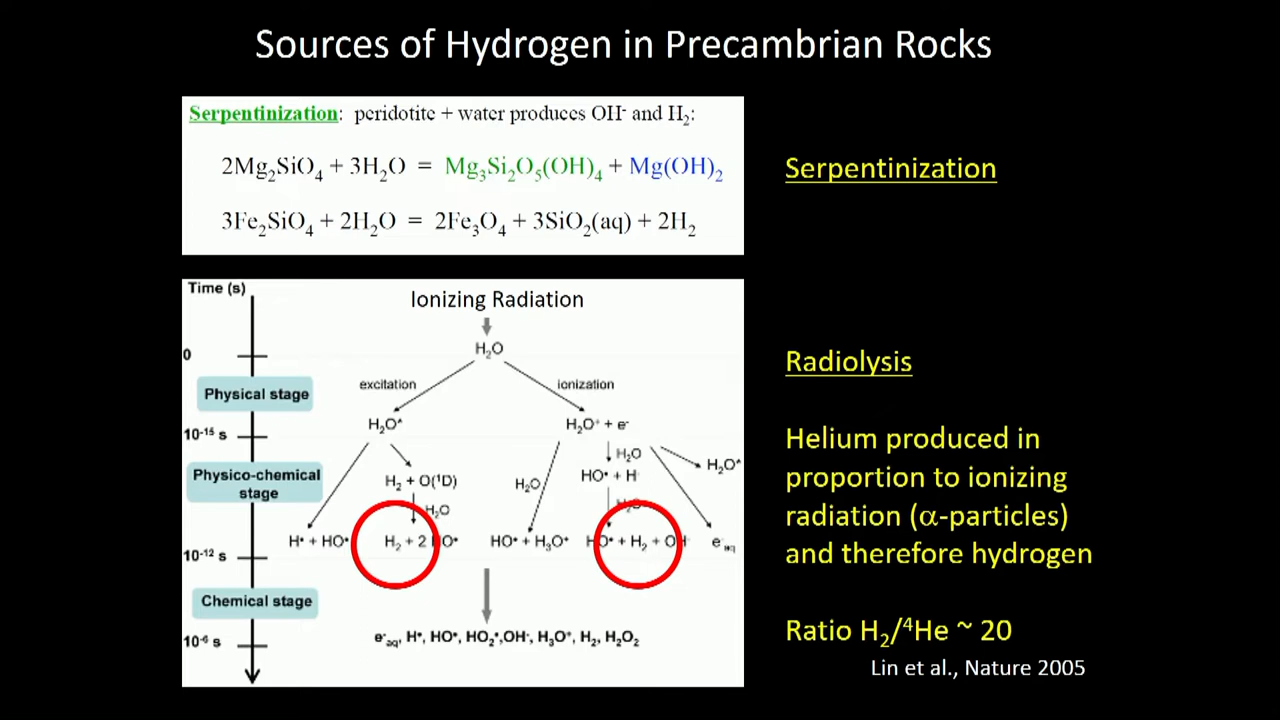 Sources of Hydrogen in Precambrian Rocks
Serpentinization: peridotite + water produces OH⁻ and H₂:
2Mg₂SiO₄ + 3H₂O = Mg₃Si₂O₅(OH)₄ + Mg(OH)₂
3Fe₂SiO₄ + 2H₂O = 2Fe₃O₄ + 3SiO₂(aq) + 2H₂
Serpentinization
Time (s)
Ionizing Radiation
H₂O
0
excitation
ionization
Physical stage
H₂O*
H₂O⁺ + e⁻
10⁻¹⁵ s
H₂O
HO• + H⁻
H₂O*
Physico-chemical
stage
H₂ + O(¹D)
H₂O
H₂O
H₂O
H• + HO•
H₂ + 2 HO•
HO• + H₃O⁺
HO• + H₂ + OH⁻
e⁻aq
10⁻¹² s
Chemical stage
10⁻⁶ s
e⁻aq, H•, HO•, HO₂•,OH⁻, H₃O⁺, H₂, H₂O₂
Radiolysis
Helium produced in
proportion to ionizing
radiation (α-particles)
and therefore hydrogen
Ratio H₂/⁴He ~ 20
Lin et al., Nature 2005